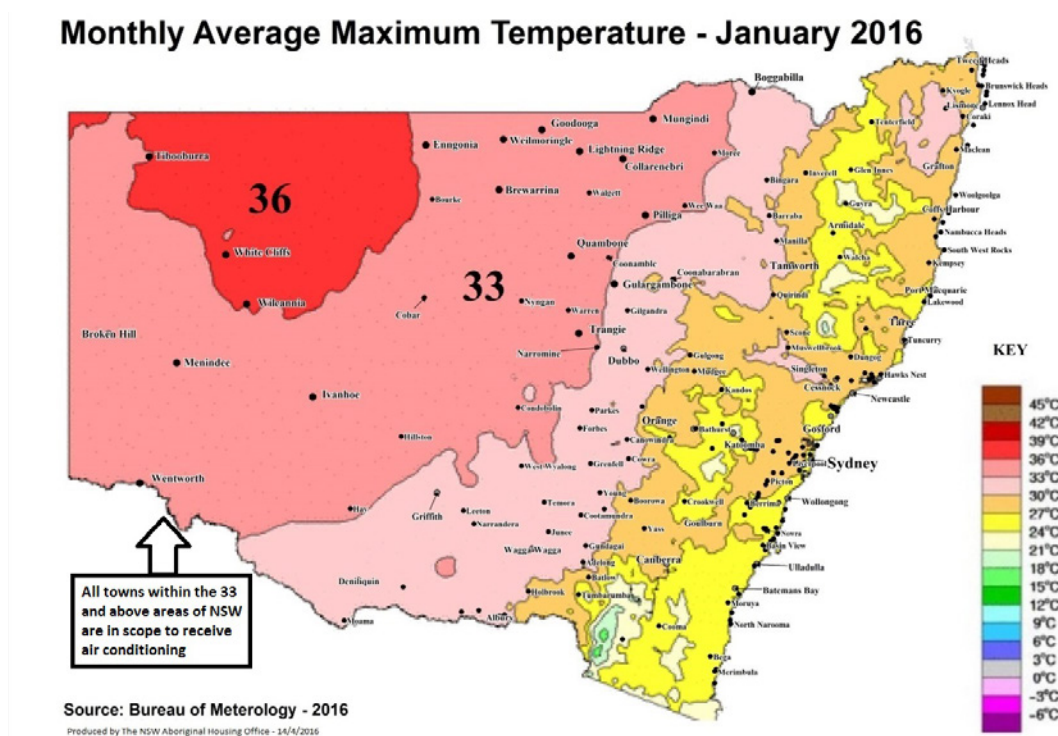 Monthly Average Maximum Temperature - January 2016
Tweed Heads
Boggabilla
Brunswick Heads
Kyogle
Lismore
Lennox Head
Coraki
Mungindi
Goodooga
Tenterfield
Enngonia
Weilmoringle
Lightning Ridge
Collarenebri
Moree
Maclean
Tibooburra
Grafton
Inverell
Glen Innes
Bingara
36
Brewarrina
Walgett
Woolgoolga
Bourke
Wee Waa
Guyra
Coffs Harbour
Pilliga
Barraba
Armidale
Nambucca Heads
Manilla
Quambone
South West Rocks
White Cliffs
Coonamble
Walcha
Kempsey
Tamworth
Coonabarabran
33
Gulargambone
Port Macquarie
Quirindi
Lakewood
Wilcannia
Nyngan
Cobar
Warren
Gilgandra
Taree
Broken Hill
Trangie
Scone
Tuncurry
Narromine
Muswellbrook
KEY
Dubbo
Gulgong
Dungog
Menindee
Wellington
Mudgee
Singleton
Hawks Nest
Cessnock
Kandos
Newcastle
Ivanhoe
Condobolin
Parkes
Orange
Forbes
Bathurst
Gosford
Hillston
Canowindra
Katoomba
Cowra
West Wyalong
Grenfell
Liverpool
Sydney
Wentworth
Picton
Young
Temora
Boorowa
Crookwell
Berrima
Wollongong
Hay
Griffith
Leeton
Cootamundra
Narrandera
Yass
Goulburn
Junee
Nowra
Wagga Wagga
Gundagai
Basin View
Canberra
Adelong
Ulladulla
Batlow
Deniliquin
Holbrook
Tumbarumba
Batemans Bay
Moruya
Moama
Albury
Cooma
North Narooma
Bega
Merimbula
45°C
42°C
39°C
36°C
33°C
30°C
27°C
24°C
21°C
18°C
15°C
12°C
9°C
6°C
3°C
0°C
-3°C
-6°C
All towns within the 33
and above areas of NSW
are in scope to receive
air conditioning
Source: Bureau of Meterology - 2016
Produced by The NSW Aboriginal Housing Office - 14/4/2016